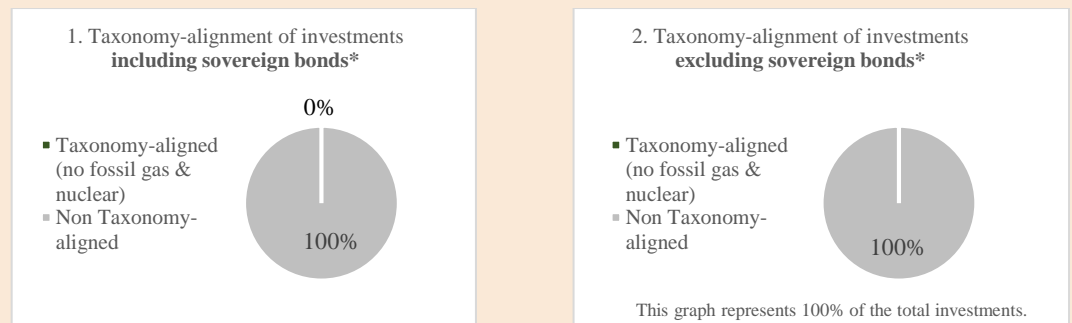 1. Taxonomy-alignment of investments
including sovereign bonds*
0%
Taxonomy-aligned
(no fossil gas &
nuclear)
Non Taxonomy-
aligned
100%
2. Taxonomy-alignment of investments
excluding sovereign bonds*
Taxonomy-aligned
(no fossil gas &
nuclear)
Non Taxonomy-
aligned
100%
This graph represents 100% of the total investments.